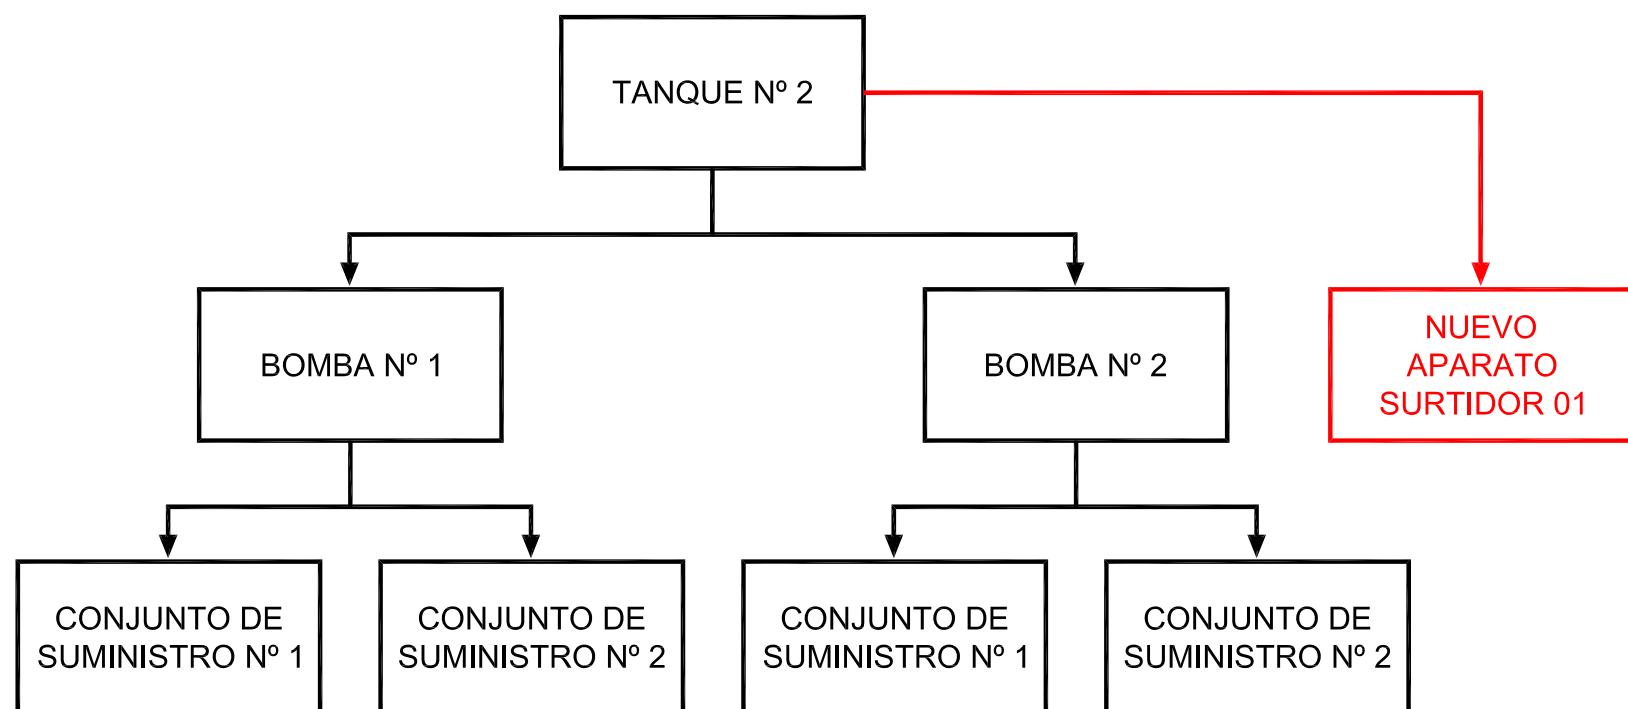 TANQUE Nº 2
BOMBA Nº 1
BOMBA Nº 2
NUEVO
APARATO
SURTIDOR 01
CONJUNTO DE
SUMINISTRO Nº 1
CONJUNTO DE
SUMINISTRO Nº 2
CONJUNTO DE
SUMINISTRO Nº 1
CONJUNTO DE
SUMINISTRO Nº 2